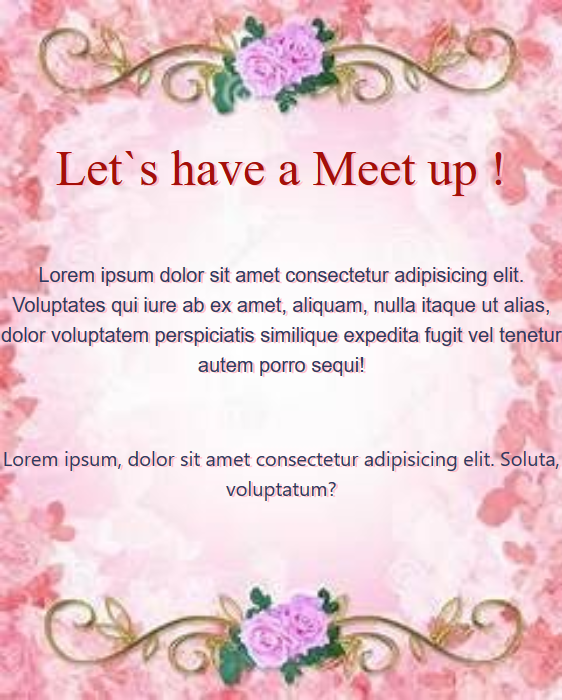 Let`s have a Meet up !
Lorem ipsum dolor sit amet consectetur adipisicing elit.
Voluptates qui iure ab ex amet, aliquam, nulla itaque ut alias,
dolor voluptatem perspiciatis similique expedita fugit vel tenetur
autem porro sequi!
Lorem ipsum, dolor sit amet consectetur adipisicing elit. Soluta,
voluptatum?